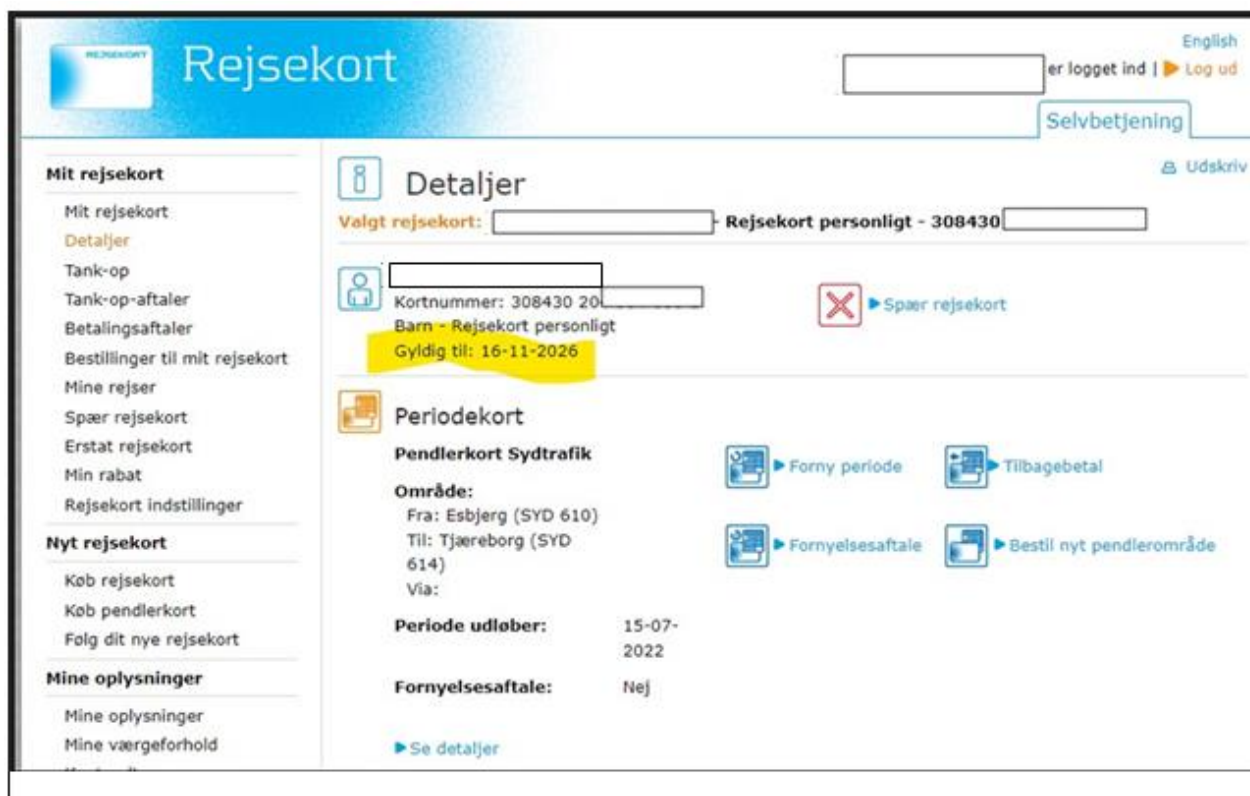 REJSEKORT
Rejsekort
English
er logget ind | Log ud
Selvbetjening
Mit rejsekort
Mit rejsekort
Detaljer
Tank-op
Tank-op-aftaler
Betalingsaftaler
Bestillinger til mit rejsekort
Mine rejser
Spær rejsekort
Erstat rejsekort
Min rabat
Rejsekort indstillinger
Nyt rejsekort
Køb rejsekort
Køb pendlerkort
Følg dit nye rejsekort
Mine oplysninger
Mine oplysninger
Mine værgeforhold
Detaljer
Udskriv
Valgt rejsekort: - Rejsekort personligt - 308430
Kortnummer: 308430 20
Barn - Rejsekort personligt
Gyldig til: 16-11-2026
Spær rejsekort
Periodekort
Pendlerkort Sydtrafik
Område:
Fra: Esbjerg (SYD 610)
Til: Tjæreborg (SYD
614)
Via:
Periode udløber: 15-07-
2022
Fornyelsesaftale: Nej
Se detaljer
Forny periode
Tilbagebetal
Fornyelsesaftale
Bestil nyt pendlerområde